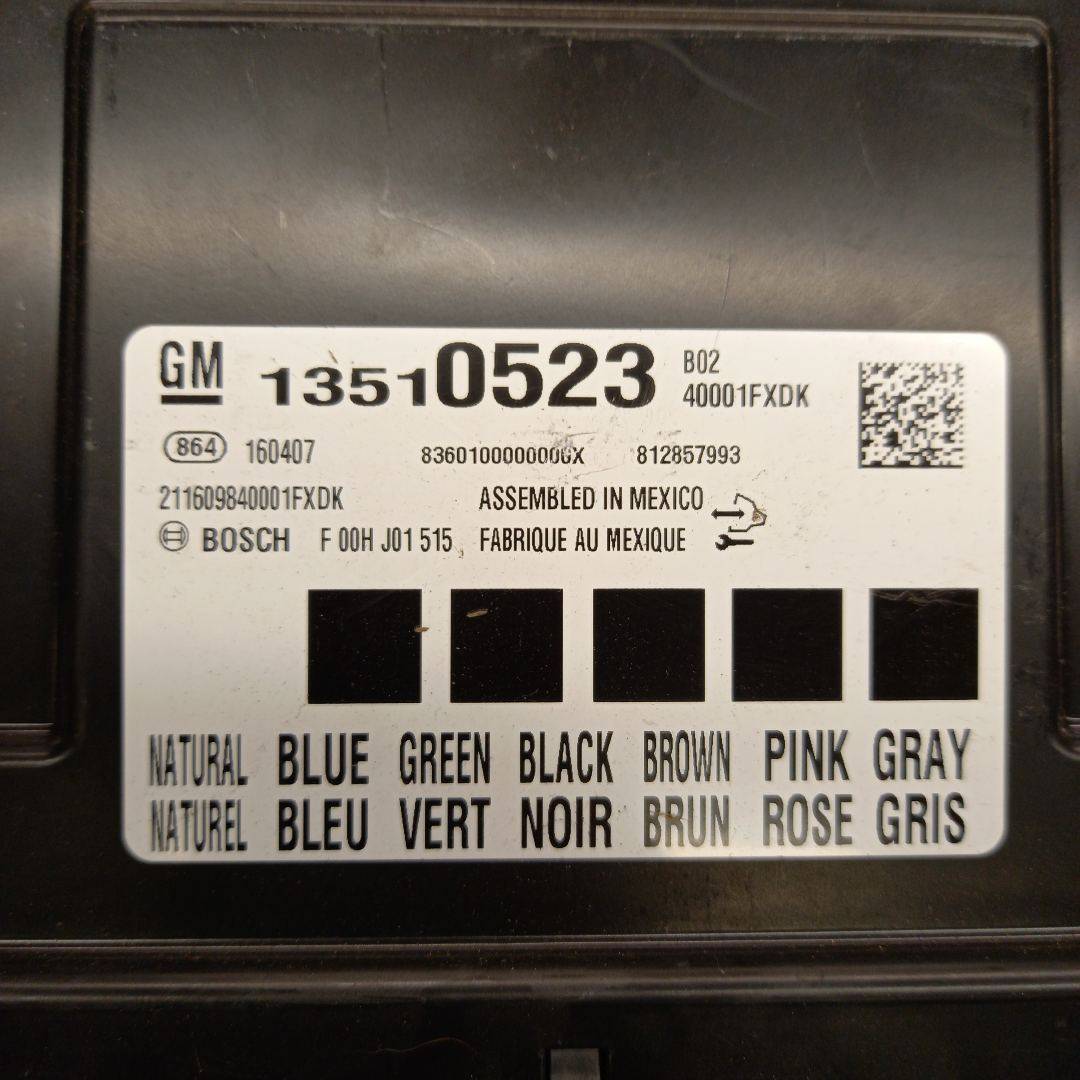 GM 13510523 B02
40001FXDK
864 160407 8360100000000X 812857993
211609840001FXDK ASSEMBLED IN MEXICO
BOSCH F 00H J01 515 FABRIQUE AU MEXIQUE
NATURAL BLUE GREEN BLACK BROWN PINK GRAY
NATUREL BLEU VERT NOIR BRUN ROSE GRIS